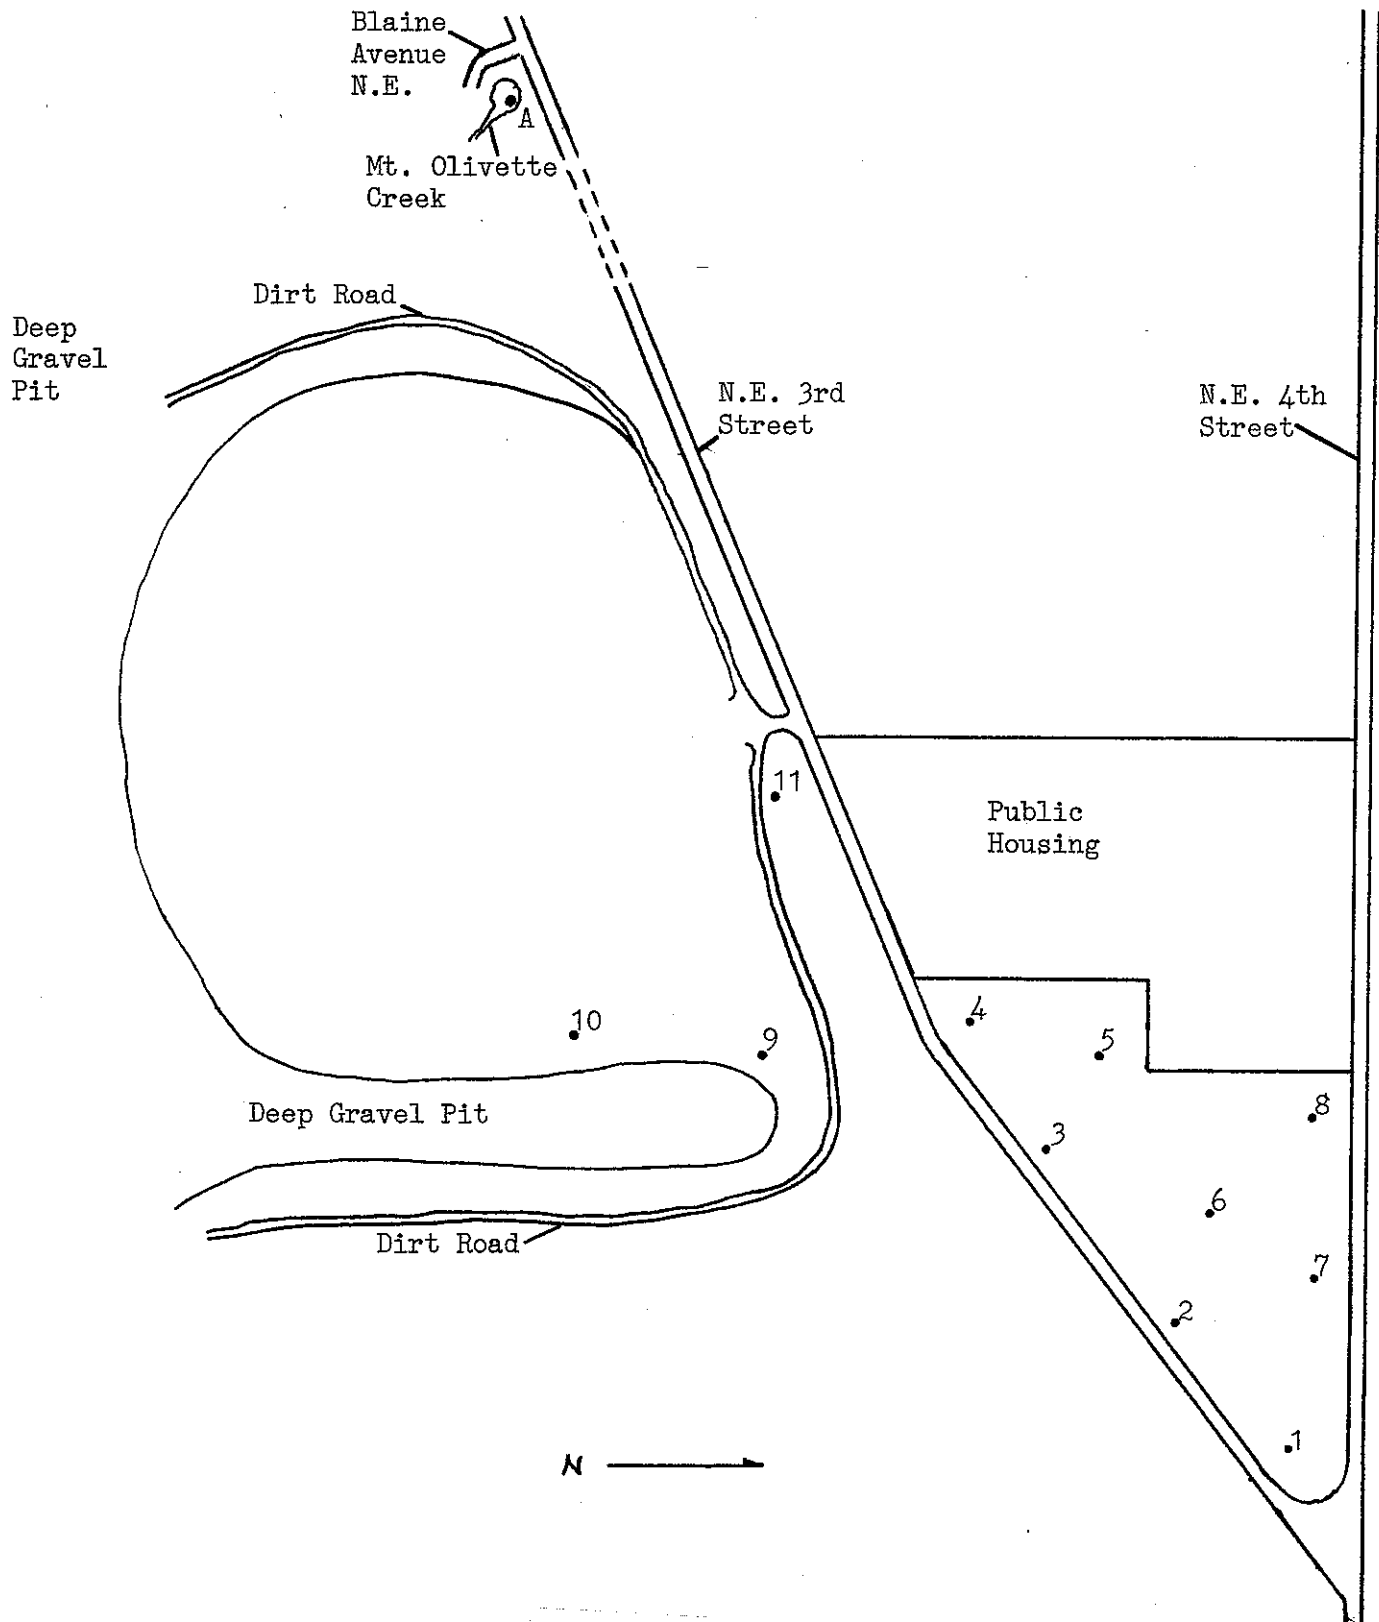 Blaine
Avenue
N.E.
A
Mt. Olivette
Creek
Dirt Road
Deep
Gravel
Pit
N.E. 3rd
Street
N.E. 4th
Street
11
Public
Housing
4
10
9
5
Deep Gravel Pit
8
3
6
Dirt Road
7
2
1
N